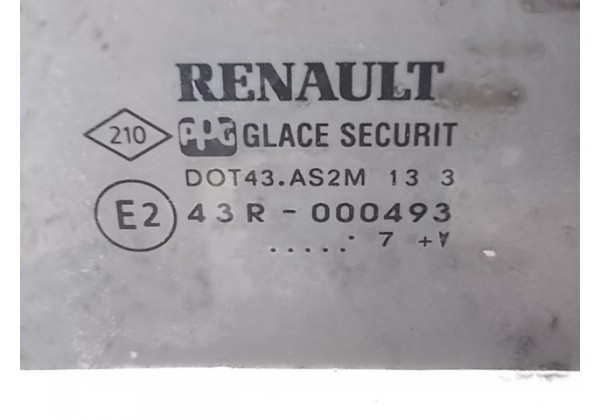 RENAULT
210 PPG GLACE SECURIT
DOT43.AS2M 13 3
E2 43R-000493
.....· 7 +